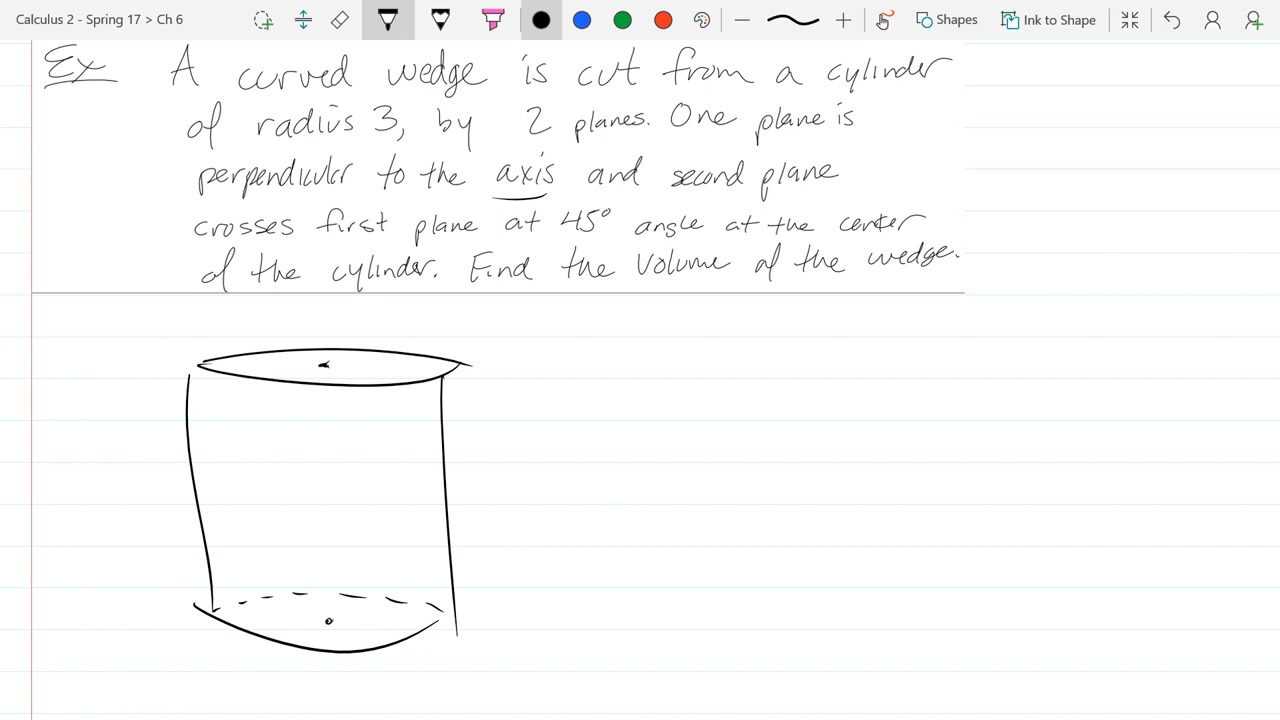 Calculus 2 - Spring 17 > Ch 6
Shapes
Ink to Shape
Ex A curved wedge is cut from a cylinder
of radius 3, by 2 planes. One plane is
perpendicular to the axis and second plane
crosses first plane at 45° angle at the center
of the cylinder. Find the volume of the wedge.